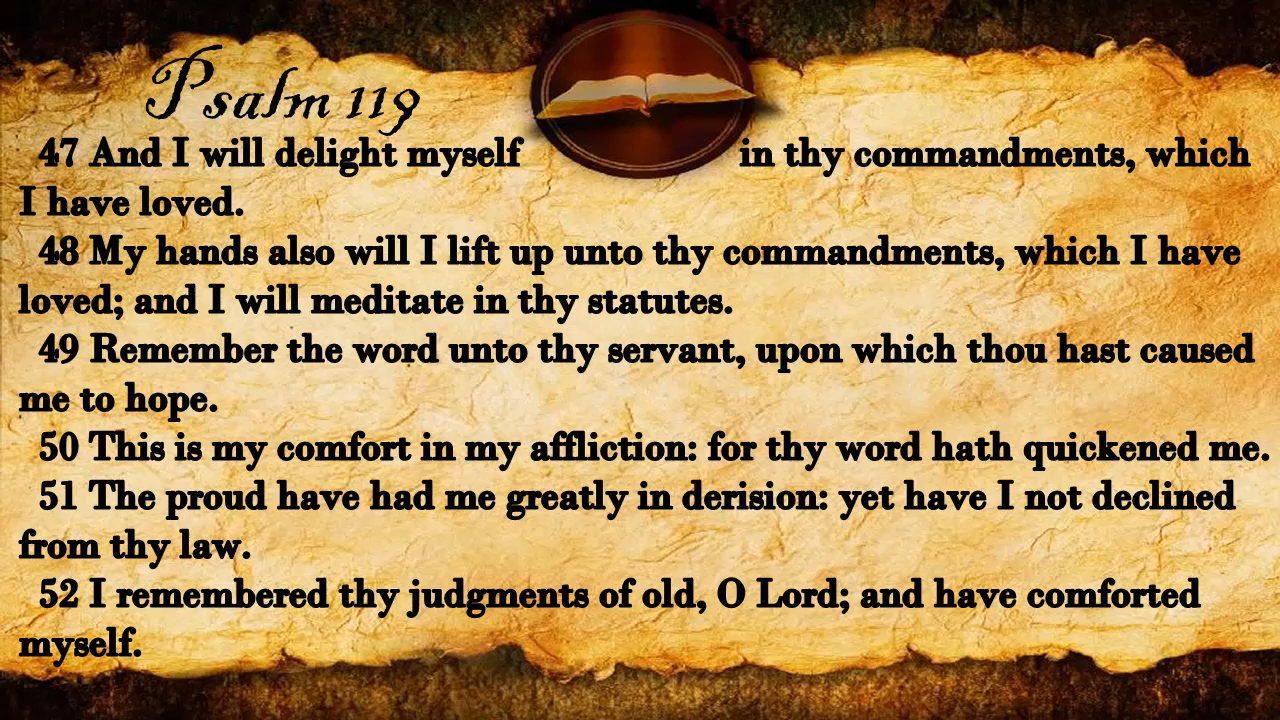 Psalm 119
47 And I will delight myself in thy commandments, which
I have loved.
48 My hands also will I lift up unto thy commandments, which I have
loved; and I will meditate in thy statutes.
49 Remember the word unto thy servant, upon which thou hast caused
me to hope.
50 This is my comfort in my affliction: for thy word hath quickened me.
51 The proud have had me greatly in derision: yet have I not declined
from thy law.
52 I remembered thy judgments of old, O Lord; and have comforted
myself.